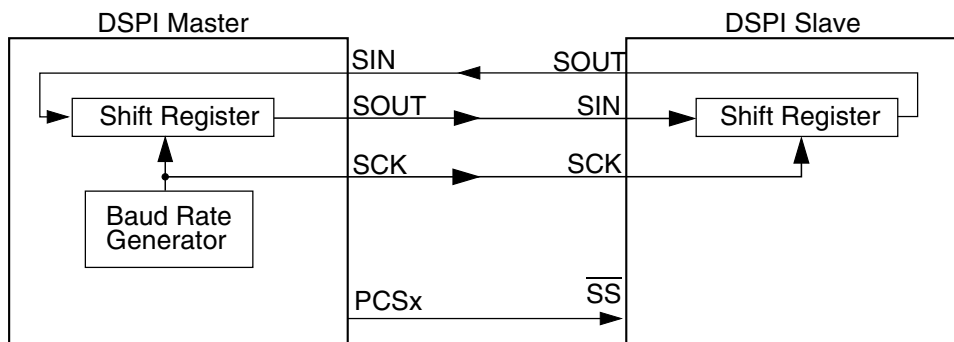 DSPI Master
DSPI Slave
SIN
SOUT
Shift Register
SOUT
SIN
Shift Register
SCK
SCK
Baud Rate
Generator
PCSx
SS